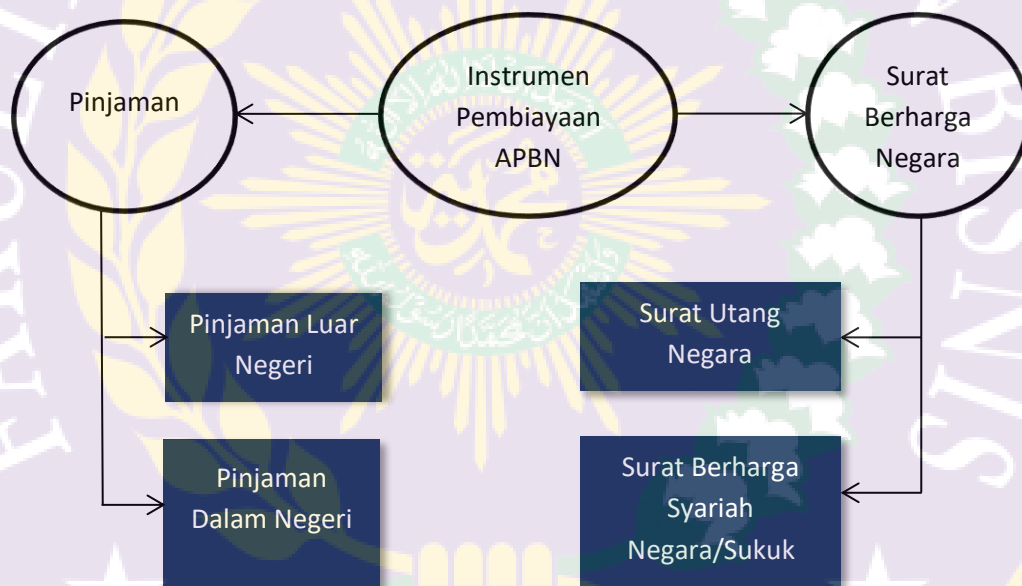 Pinjaman
Instrumen
Pembiayaan
APBN
Surat
Berharga
Negara
Pinjaman Luar
Negeri
Surat Utang
Negara
Pinjaman
Dalam Negeri
Surat Berharga
Syariah
Negara/Sukuk